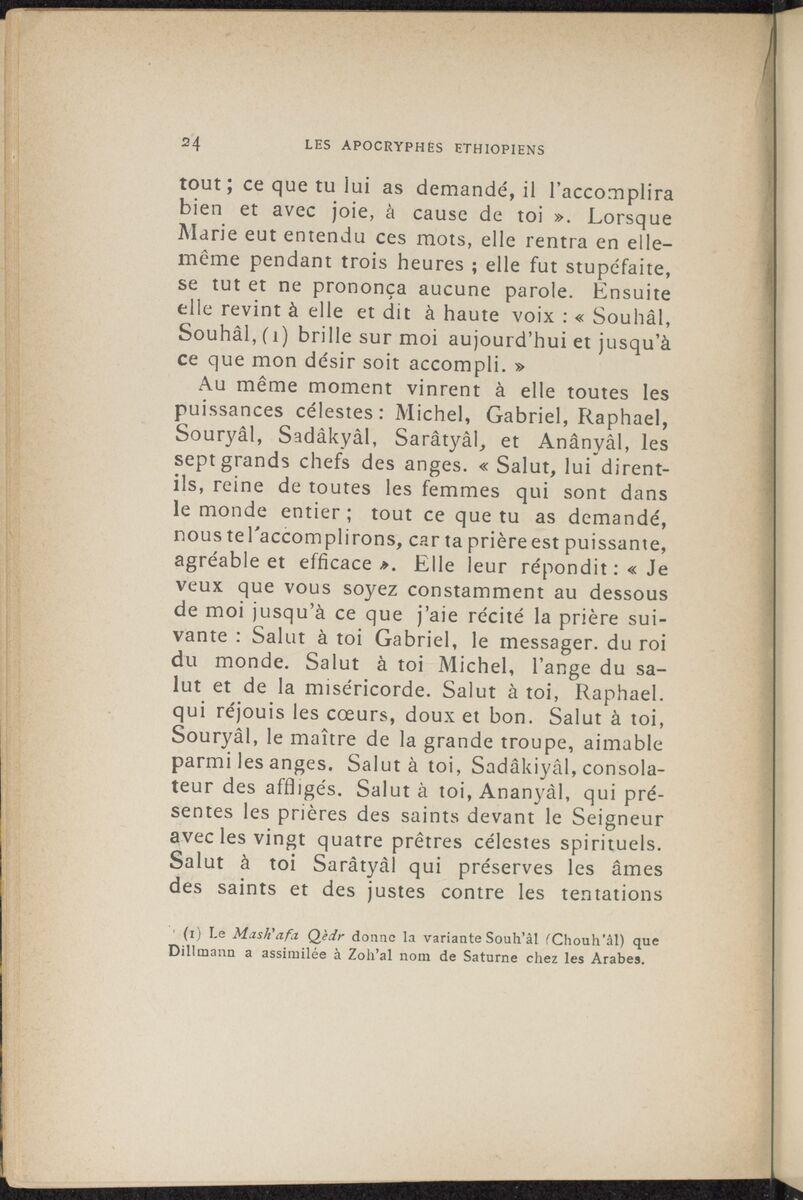 24 LES APOCRYPHES ETHIOPIENS
tout ; ce que tu lui as demandé, il l'accomplira
bien et avec joie, à cause de toi ». Lorsque
Marie eut entendu ces mots, elle rentra en elle-
même pendant trois heures ; elle fut stupéfaite,
se tut et ne prononça aucune parole. Ensuite
elle revint à elle et dit à haute voix : « Souhâl,
Souhâl, (1) brille sur moi aujourd'hui et jusqu'à
ce que mon désir soit accompli. »
Au même moment vinrent à elle toutes les
puissances célestes : Michel, Gabriel, Raphael,
Souryâl, Sadâkyâl, Sarâtyâl, et Anânyâl, les
sept grands chefs des anges. « Salut, lui dirent-
ils, reine de toutes les femmes qui sont dans
le monde entier ; tout ce que tu as demandé,
nous te l'accomplirons, car ta prière est puissante,
agréable et efficace ». Elle leur répondit : « Je
veux que vous soyez constamment au dessous
de moi jusqu'à ce que j'aie récité la prière sui-
vante : Salut à toi Gabriel, le messager. du roi
du monde. Salut à toi Michel, l'ange du sa-
lut et de la miséricorde. Salut à toi, Raphael.
qui réjouis les cœurs, doux et bon. Salut à toi,
Souryâl, le maître de la grande troupe, aimable
parmi les anges. Salut à toi, Sadâkiyâl, consola-
teur des affligés. Salut à toi, Ananyâl, qui pré-
sentes les prières des saints devant le Seigneur
avec les vingt quatre prêtres célestes spirituels.
Salut à toi Sarâtyâl qui préserves les âmes
des saints et des justes contre les tentations
(1) Le Mash'afa Qèdr donne la variante Souh'âl (Chouh'âl) que
Dillmann a assimilée à Zoh'al nom de Saturne chez les Arabes.